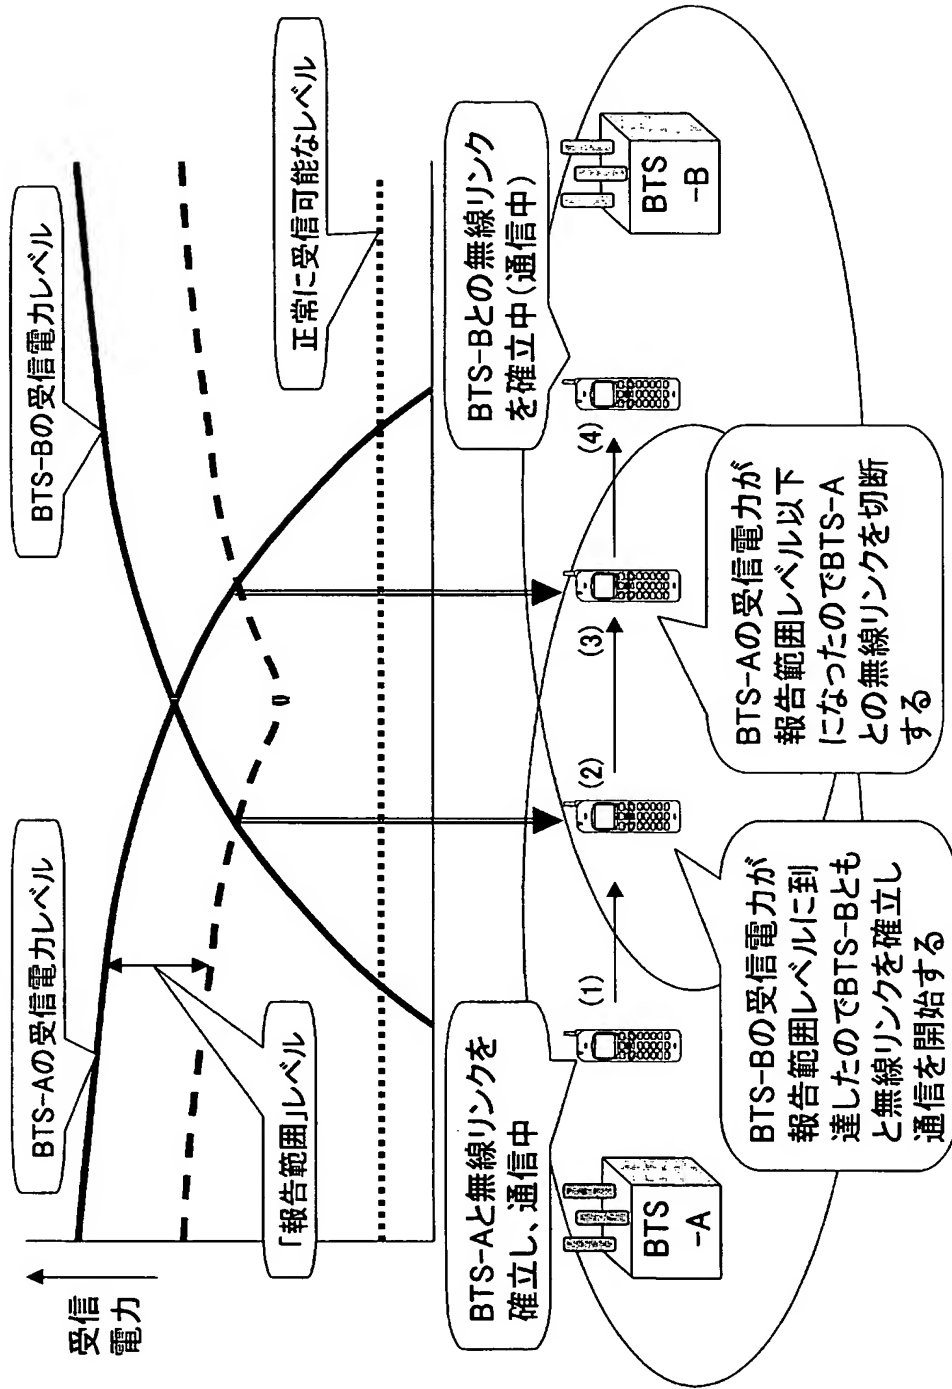 受信
電力
BTS-Aの受信電力レベル
BTS-Bの受信電力レベル
「報告範囲」レベル
正常に受信可能なレベル
BTS-Aと無線リンクを
確立し、通信中
BTS-Bとの無線リンク
を確立中(通信中)
(1)
(2)
(3)
(4)
BTS
-A
BTS
-B
BTS-Bの受信電力が
報告範囲レベルに到
達したのでBTS-Bとも
と無線リンクを確立し
通信を開始する
BTS-Aの受信電力が
報告範囲レベル以下
になったのでBTS-A
との無線リンクを切断
する